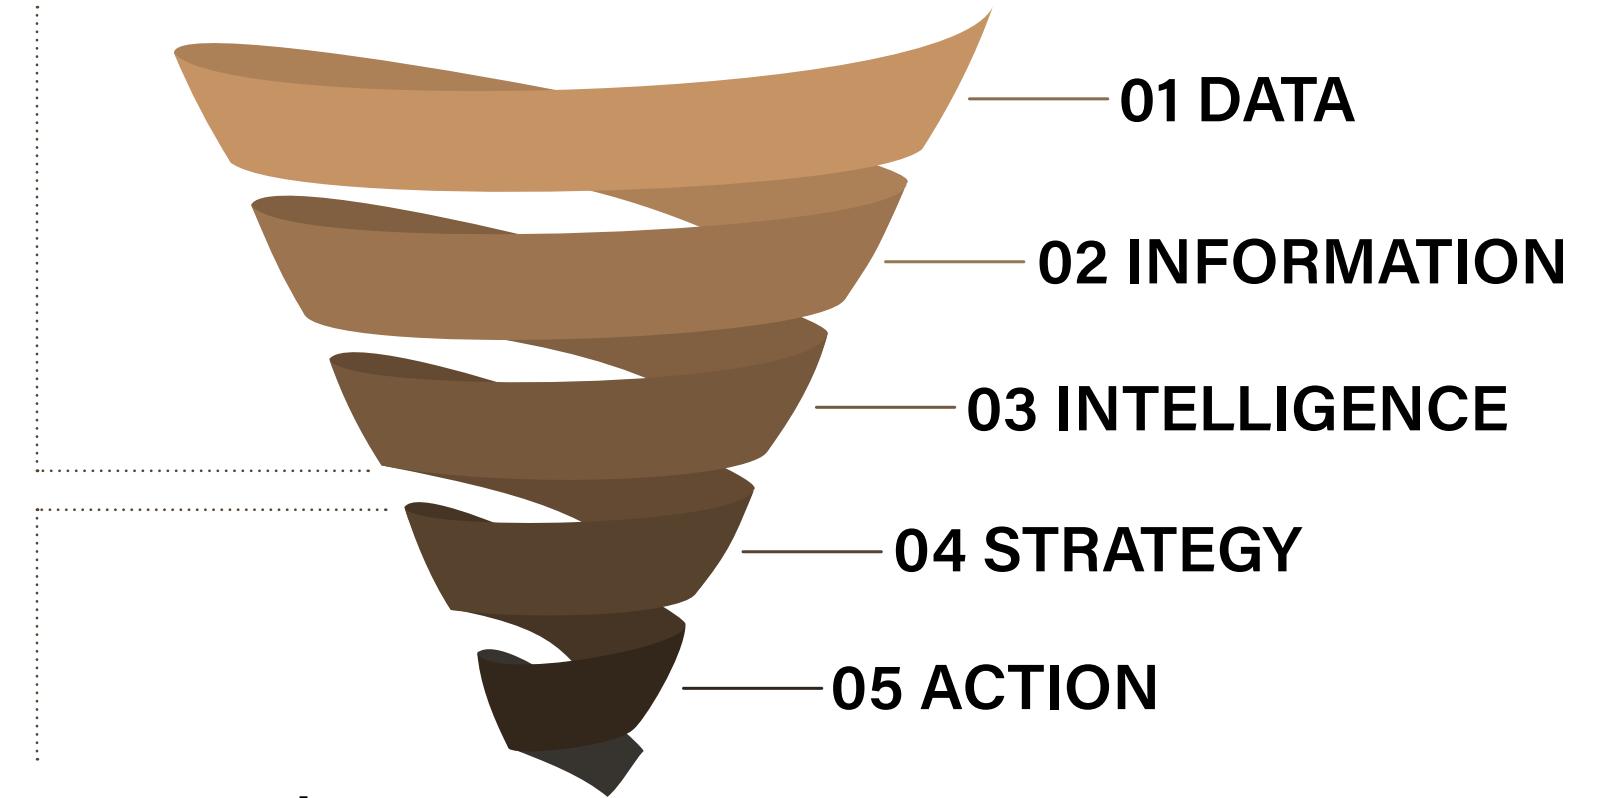 01 DATA
02 INFORMATION
03 INTELLIGENCE
04 STRATEGY
05 ACTION